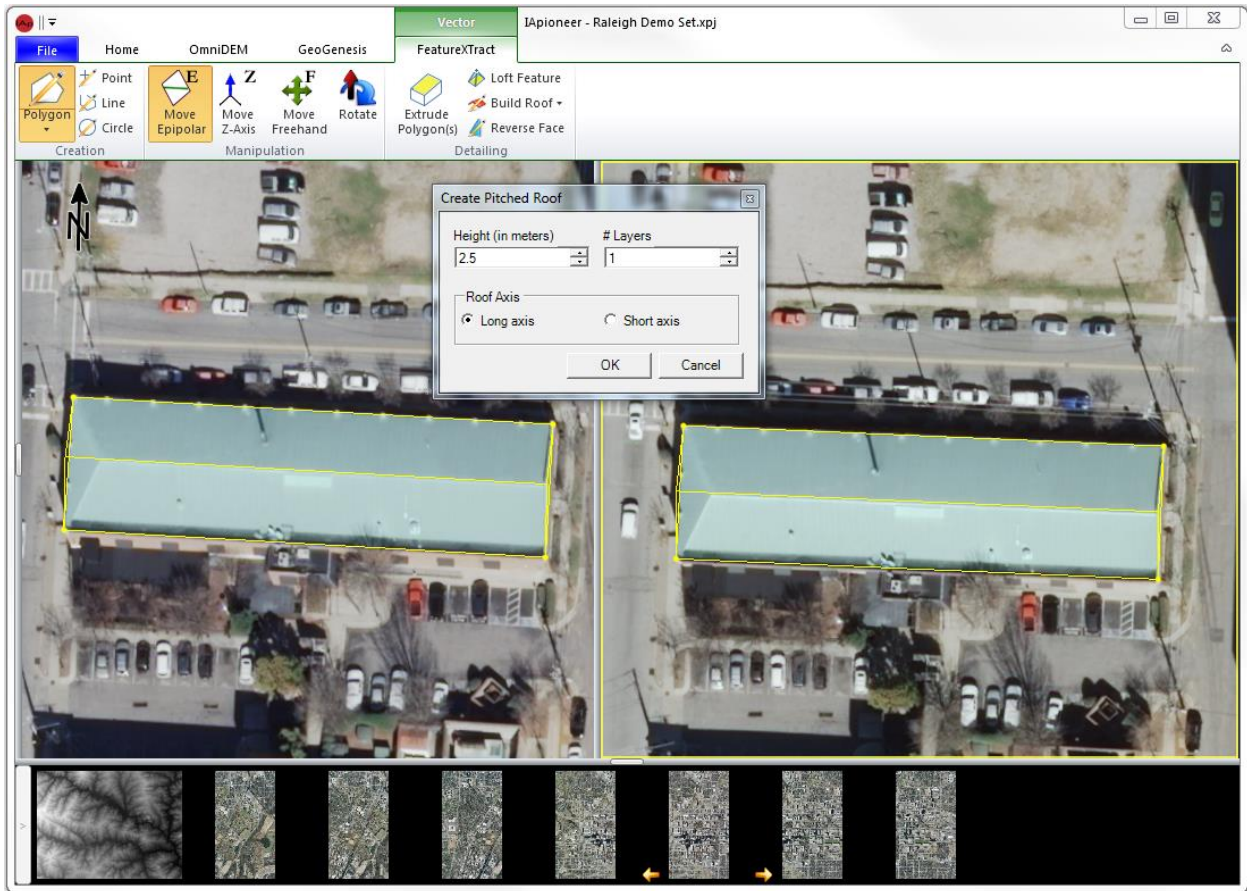 IAp
Vector
IApioneer - Raleigh Demo Set.xpj
File Home OmniDEM GeoGenesis FeatureXTract
Polygon
Point
Line
Circle
Creation
E
Move Epipolar
Z
Move Z-Axis
F
Move Freehand
Rotate
Manipulation
Extrude Polygon(s)
Loft Feature
Build Roof
Reverse Face
Detailing
N
Create Pitched Roof
Height (in meters) # Layers
2.5 1
Roof Axis
Long axis Short axis
OK Cancel